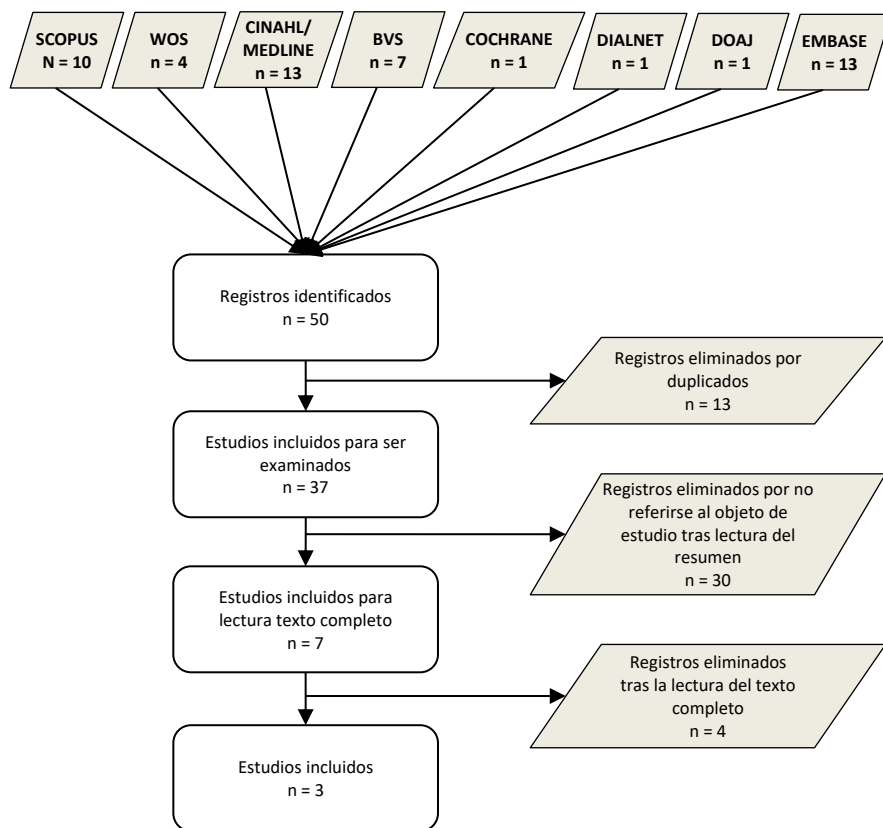 SCOPUS
N = 10
WOS
n = 4
CINAHL/
MEDLINE
n = 13
BVS
n = 7
COCHRANE
n = 1
DIALNET
n = 1
DOAJ
n = 1
EMBASE
n = 13
Registros identificados
n = 50
Registros eliminados por
duplicados
n = 13
Estudios incluidos para ser
examinados
n = 37
Registros eliminados por no
referirse al objeto de
estudio tras lectura del
resumen
n = 30
Estudios incluidos para
lectura texto completo
n = 7
Registros eliminados
tras la lectura del texto
completo
n = 4
Estudios incluidos
n = 3